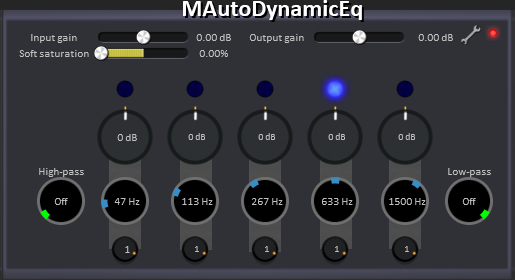 MAutoDynamicEq
Input gain 0.00 dB Output gain 0.00 dB
Soft saturation 0.00%
0 dB 0 dB 0 dB 0 dB 0 dB
High-pass Low-pass
Off 47 Hz 113 Hz 267 Hz 633 Hz 1500 Hz Off
1 1 1 1 1